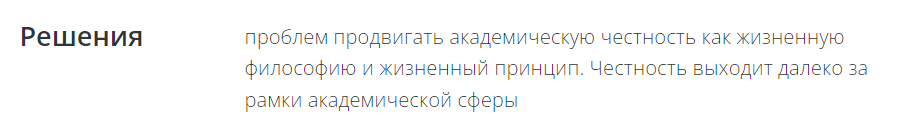 Решения
проблем продвигать академическую честность как жизненную
философию и жизненный принцип. Честность выходит далеко за
рамки академической сферы